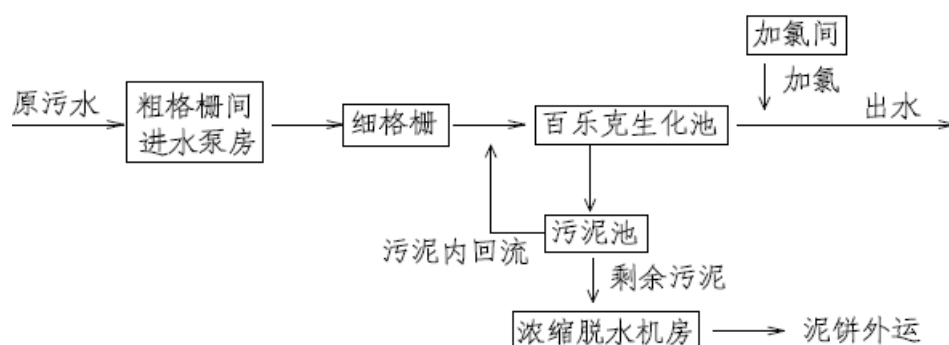 加氯间
加氯
原污水
粗格栅间
进水泵房
细格栅
百乐克生化池
出水
污泥池
污泥内回流
剩余污泥
浓缩脱水机房
泥饼外运